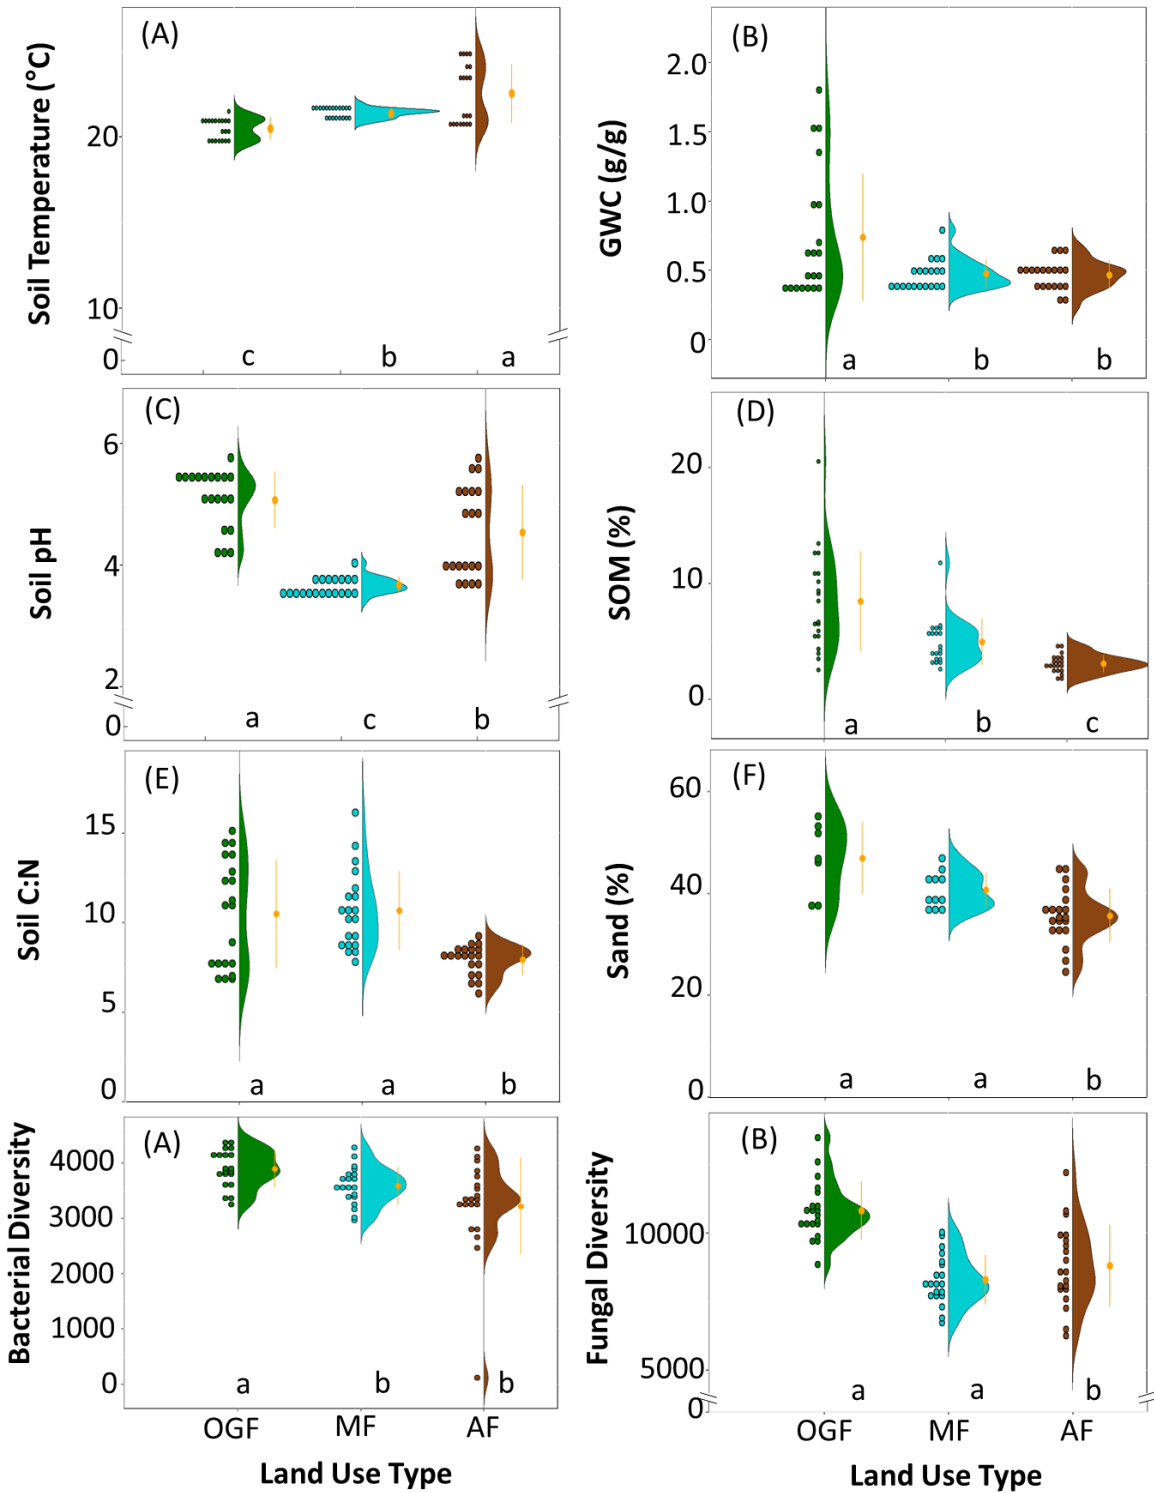 (A)
Soil Temperature (°C)
20
10
0
c b a
(B)
GWC (g/g)
2.0
1.5
1.0
0.5
0
a b b
(C)
Soil pH
6
4
2
0
a c b
(D)
SOM (%)
20
10
0
a b c
(E)
Soil C:N
15
10
5
0
a a b
(F)
Sand (%)
60
40
20
0
a a b
(A)
Bacterial Diversity
4000
3000
2000
1000
0
a b b
OGF MF AF
Land Use Type
(B)
Fungal Diversity
10000
5000
0
a a b
OGF MF AF
Land Use Type